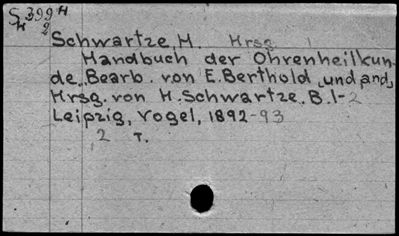 S 399 H
H 2
Schwartze, H. Hrsg.
Handbuch der Ohrenheilkun-
de. Bearb. von E. Berthold und and,
Hrsg. von H. Schwartze. B. 1-2
Leipzig, Vogel, 1892-93
2 T.